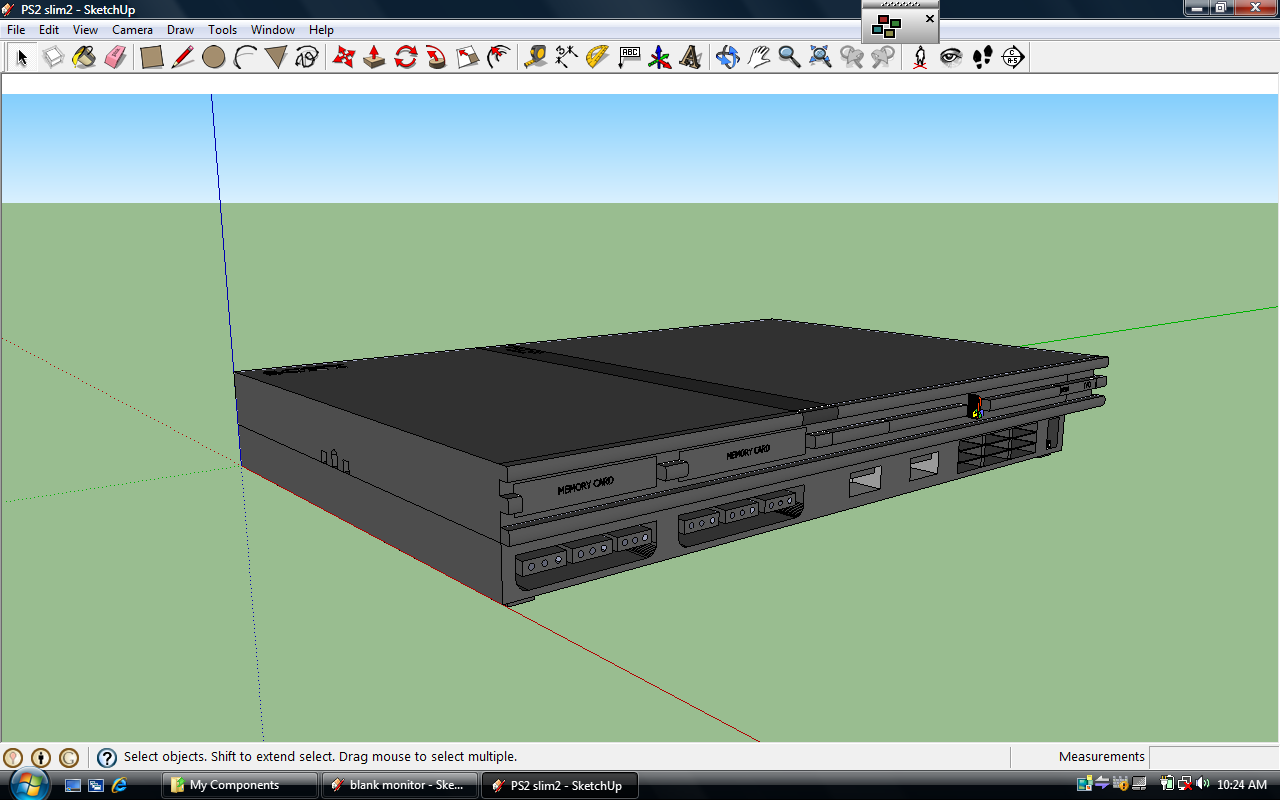 PS2 slim2 - SketchUp
File Edit View Camera Draw Tools Window Help
ABC
C
A-S
MEMORY CARD
MEMORY CARD
Select objects. Shift to extend select. Drag mouse to select multiple.
Measurements
My Components
blank monitor - Ske...
PS2 slim2 - SketchUp
10:24 AM